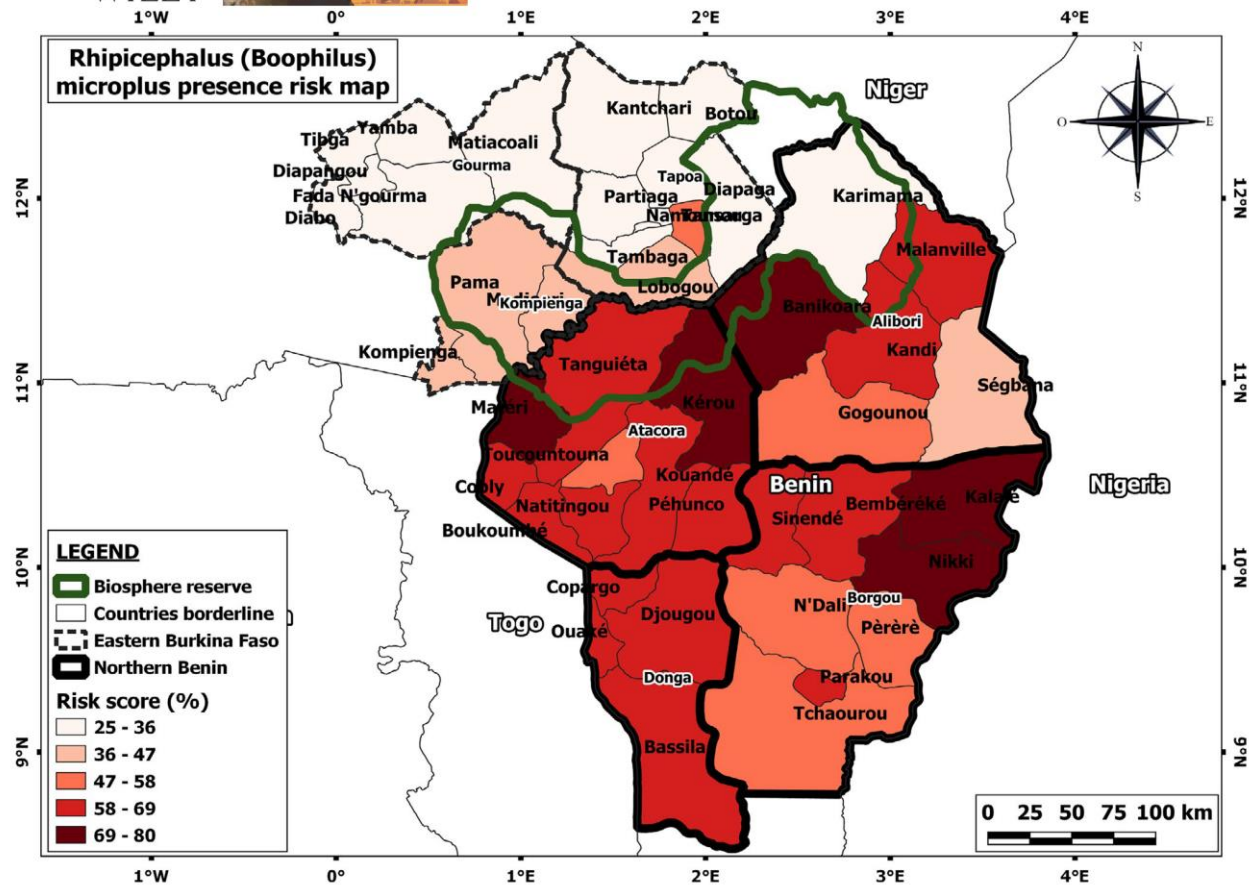 1°W 0° 1°E 2°E 3°E 4°E
Rhipicephalus (Boophilus)
microplus presence risk map
N
O E
S
Niger
Kantchari
Botou
Yamba
Tibga
Matiacoali
Gourma
Diapangou
Tapoa
Partiaga
Diapaga
Fada N'gourma
Diabo
Karimama
Tambaga
Lobogou
Malanville
Pama
Kompienga
Banikoara
Alibori
Kompienga
Tanguiéta
Kandi
Ségbana
Matéri
Kérou
Gogounou
Atacora
Toucountouna
Kouandé
Cobly
Natitingou
Péhunco
Boukoumbé
Benin
Nigeria
Bembéréké
Kalalé
Sinendé
Nikki
Copargo
Djougou
Ouaké
Togo
N'Dali
Borgou
Pèrèrè
Donga
Parakou
Tchaourou
Bassila
12°N 12°N
11°N 11°N
10°N 10°N
9°N 9°N
LEGEND
Biosphere reserve
Countries borderline
Eastern Burkina Faso
Northern Benin
Risk score (%)
25 - 36
36 - 47
47 - 58
58 - 69
69 - 80
0 25 50 75 100 km
1°W 0° 1°E 2°E 3°E 4°E